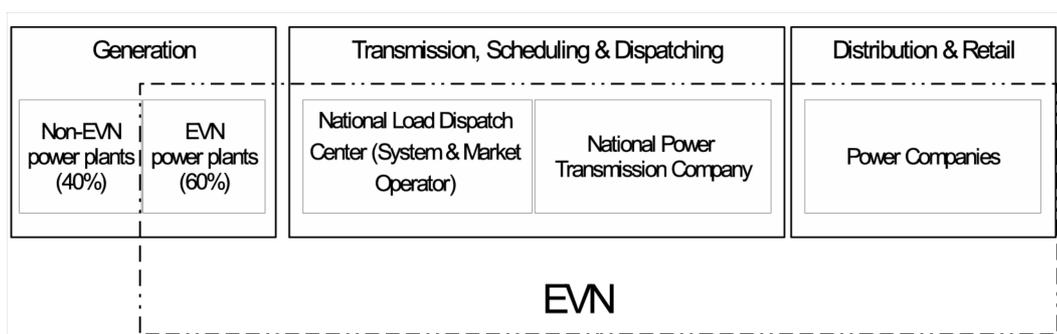 Generation
Non-EVN
power plants
(40%)
EVN
power plants
(60%)
Transmission, Scheduling & Dispatching
National Load Dispatch
Center (System & Market
Operator)
National Power
Transmission Company
Distribution & Retail
Power Companies
EVN